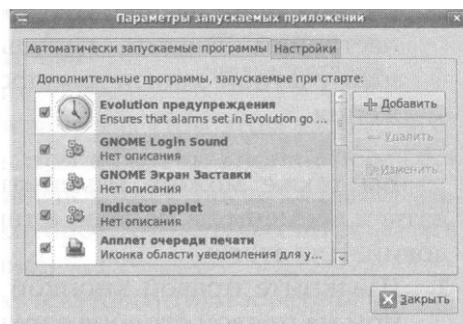 Параметры запускаемых приложений
Автоматически запускаемые программы Настройки
Дополнительные программы, запускаемые при старте:
Evolution предупреждения
Ensures that alarms set in Evolution go ...
GNOME Login Sound
Нет описания
GNOME Экран Заставки
Нет описания
Indicator applet
Нет описания
Апплет очереди печати
Иконка области уведомления для у...
Добавить
Удалить
Изменить
Закрыть